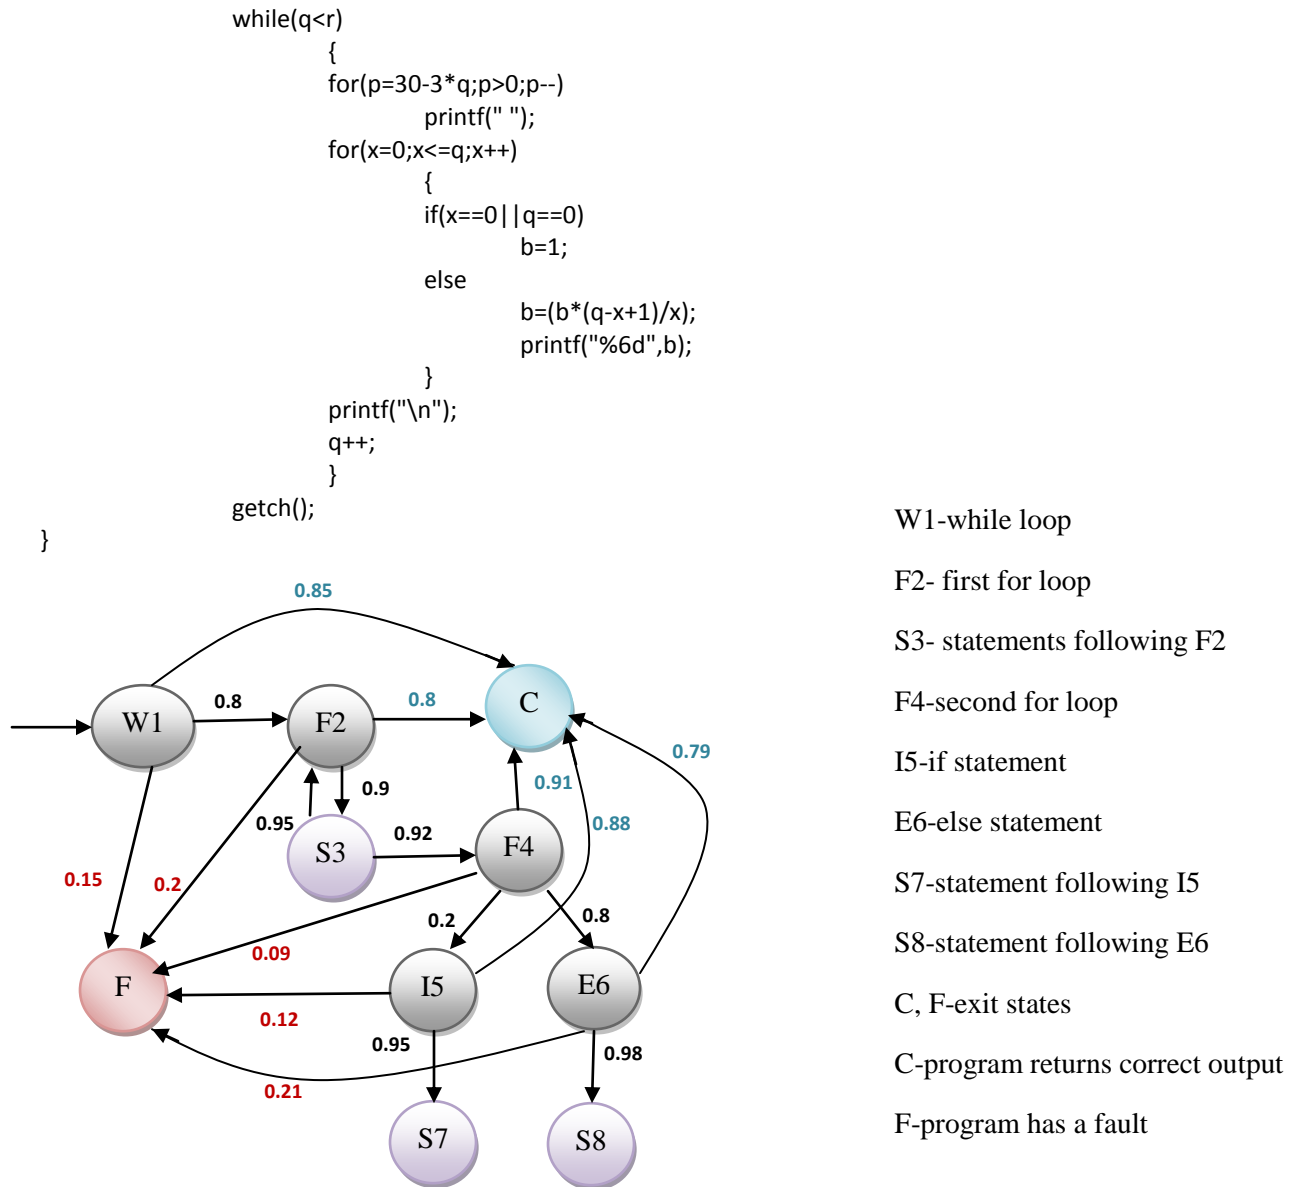 while(q<r)
{
for(p=30-3*q;p>0;p--)
printf(" ");
for(x=0;x<=q;x++)
{
if(x==0||q==0)
b=1;
else
b=(b*(q-x+1)/x);
printf("%6d",b);
}
printf("\n");
q++;
}
getch();
}
W1-while loop
F2- first for loop
S3- statements following F2
F4-second for loop
I5-if statement
E6-else statement
S7-statement following I5
S8-statement following E6
C, F-exit states
C-program returns correct output
F-program has a fault
0.85
W1
0.8
F2
0.8
C
0.79
0.9
0.91
0.95
S3
0.92
F4
0.88
0.15
0.2
0.2
0.8
0.09
F
I5
E6
0.12
0.95
0.98
0.21
S7
S8